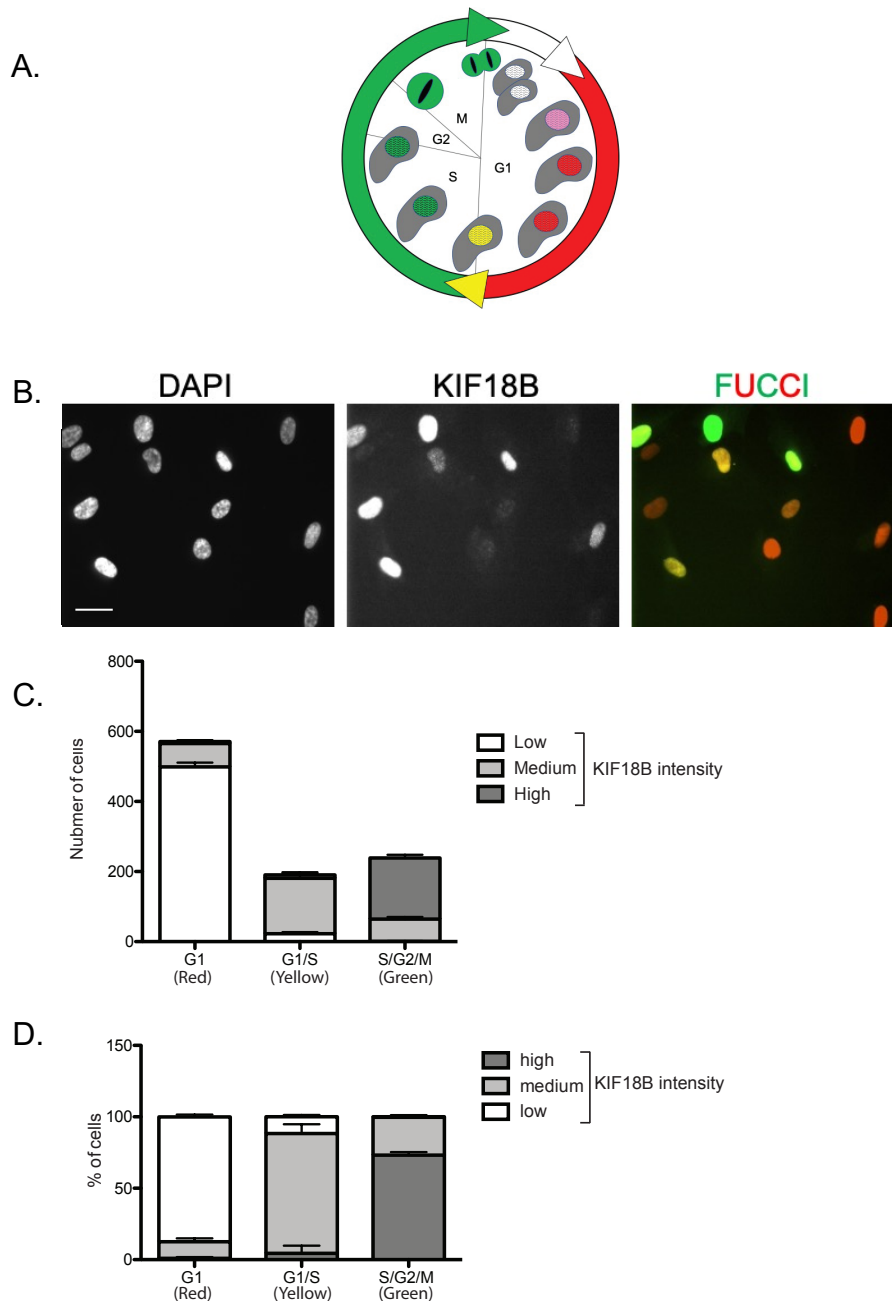 A.
M
G2
G1
S
B.
DAPI
KIF18B
FUCCI
C.
800
600
400
200
0
Nubmer of cells
Low
Medium
High
KIF18B intensity
G1
(Red)
G1/S
(Yellow)
S/G2/M
(Green)
D.
150
100
50
0
% of cells
high
medium
low
KIF18B intensity
G1
(Red)
G1/S
(Yellow)
S/G2/M
(Green)